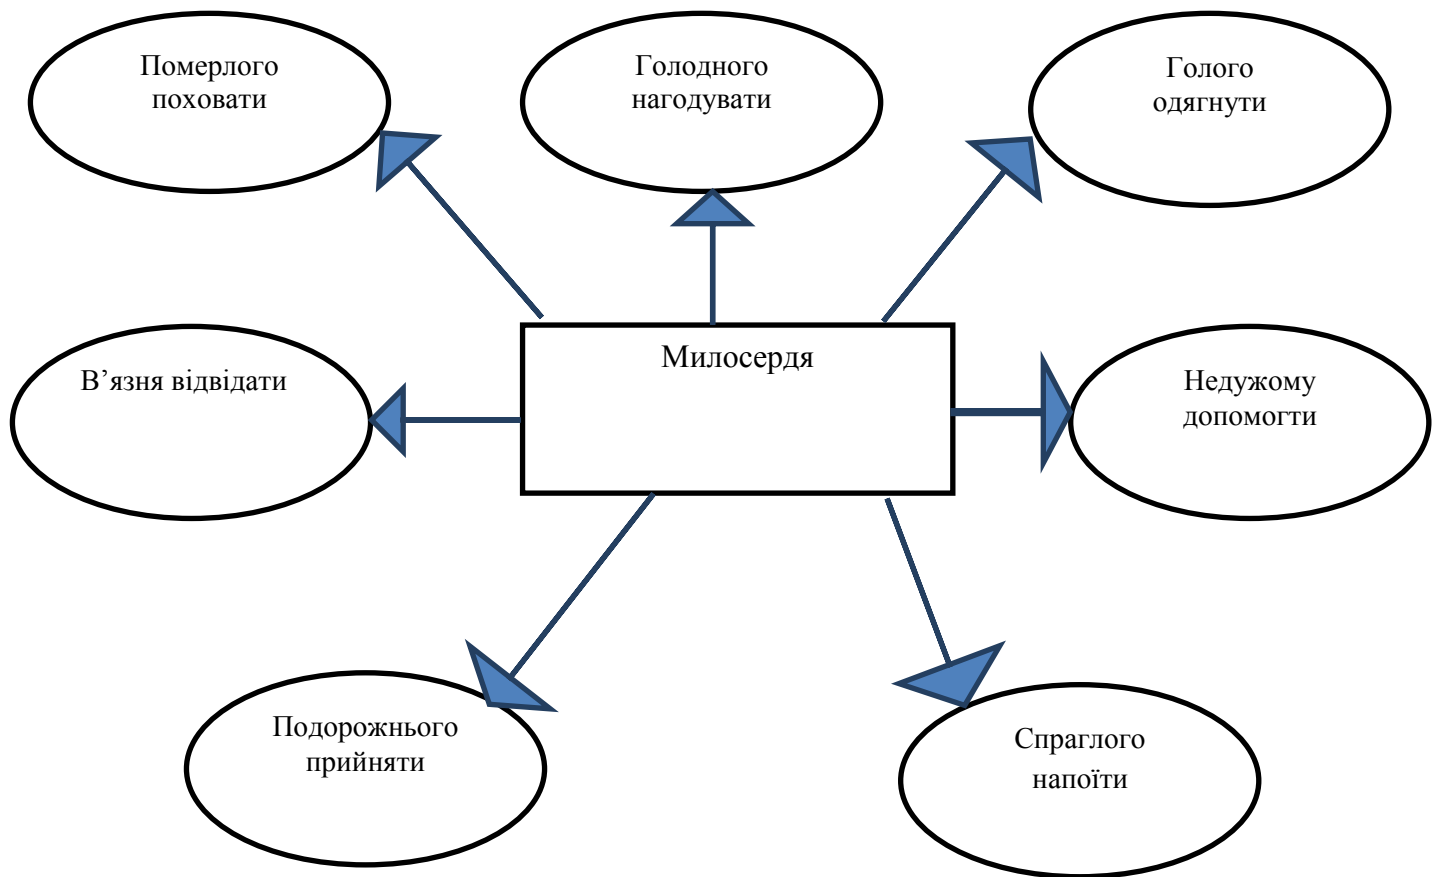 Померлого
поховати
Голодного
нагодувати
Голого
одягнути
Милосердя
В’язня відвідати
Недужому
допомогти
Подорожнього
прийняти
Спраглого
напоїти